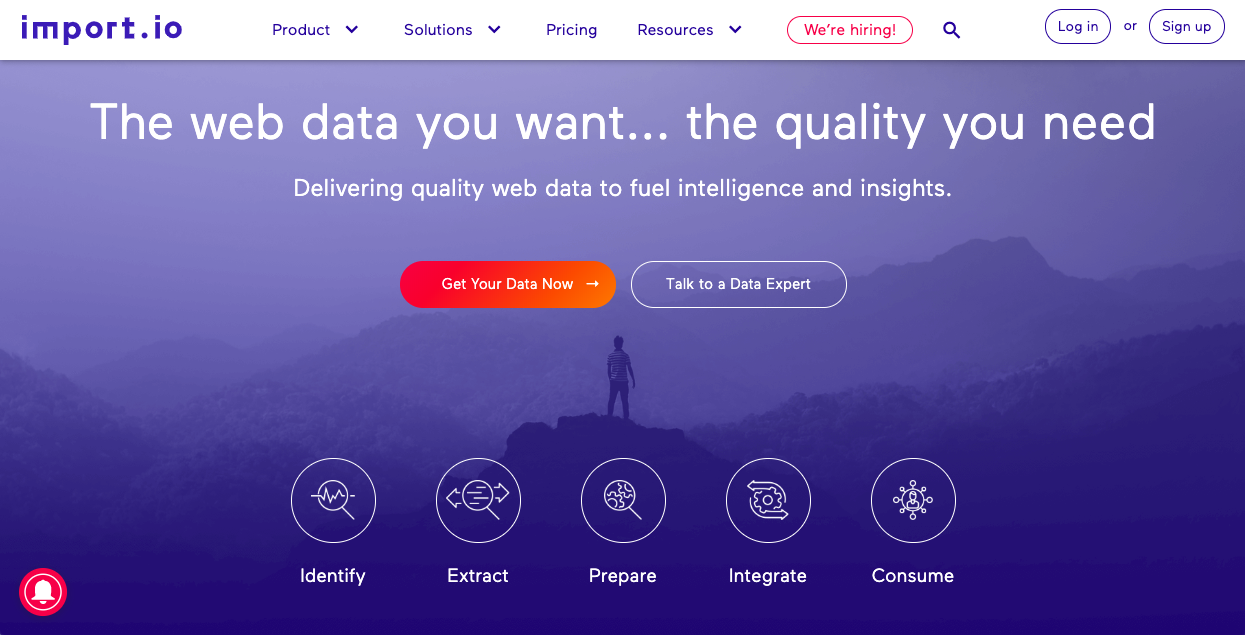 import.io
Product
Solutions
Pricing
Resources
We're hiring!
Log in
or
Sign up
The web data you want... the quality you need
Delivering quality web data to fuel intelligence and insights.
Get Your Data Now →
Talk to a Data Expert
Identify
Extract
Prepare
Integrate
Consume